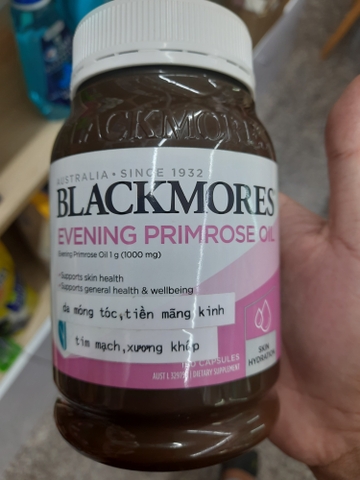 BLACKMORES
AUSTRALIA • SINCE 1932
BLACKMORES
EVENING PRIMROSE OIL
Evening Primrose Oil 1 g (1000 mg)
Supports skin health
Supports general health & wellbeing
da móng tóc,tiền mãng kình
tim mạch,xương khớp
CAPSULES
DIETARY SUPPLEMENT
SKIN
HYDRATION